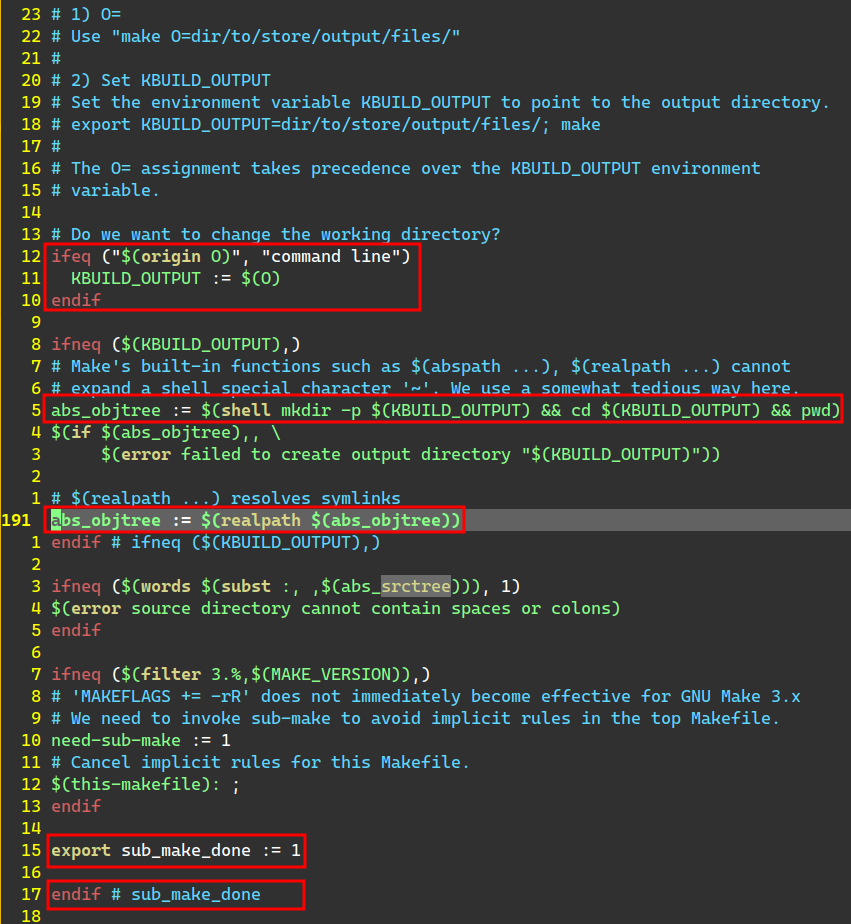 23 # 1) O=
22 # Use "make O=dir/to/store/output/files/"
21 #
20 # 2) Set KBUILD_OUTPUT
19 # Set the environment variable KBUILD_OUTPUT to point to the output directory.
18 # export KBUILD_OUTPUT=dir/to/store/output/files/; make
17 #
16 # The O= assignment takes precedence over the KBUILD_OUTPUT environment
15 # variable.
14
13 # Do we want to change the working directory?
12 ifeq ("$(origin O)", "command line")
11   KBUILD_OUTPUT := $(O)
10 endif
9
8 ifneq ($(KBUILD_OUTPUT),)
7 # Make's built-in functions such as $(abspath ...), $(realpath ...) cannot
6 # expand a shell special character '~'. We use a somewhat tedious way here.
5 abs_objtree := $(shell mkdir -p $(KBUILD_OUTPUT) && cd $(KBUILD_OUTPUT) && pwd)
4 $(if $(abs_objtree),, \
3      $(error failed to create output directory "$(KBUILD_OUTPUT)"))
2
1 # $(realpath ...) resolves symlinks
191 abs_objtree := $(realpath $(abs_objtree))
1 endif # ifneq ($(KBUILD_OUTPUT),)
2
3 ifneq ($(words $(subst :, ,$(abs_srctree))), 1)
4 $(error source directory cannot contain spaces or colons)
5 endif
6
7 ifneq ($(filter 3.%,$(MAKE_VERSION)),)
8 # 'MAKEFLAGS += -rR' does not immediately become effective for GNU Make 3.x
9 # We need to invoke sub-make to avoid implicit rules in the top Makefile.
10 need-sub-make := 1
11 # Cancel implicit rules for this Makefile.
12 $(this-makefile): ;
13 endif
14
15 export sub_make_done := 1
16
17 endif # sub_make_done
18